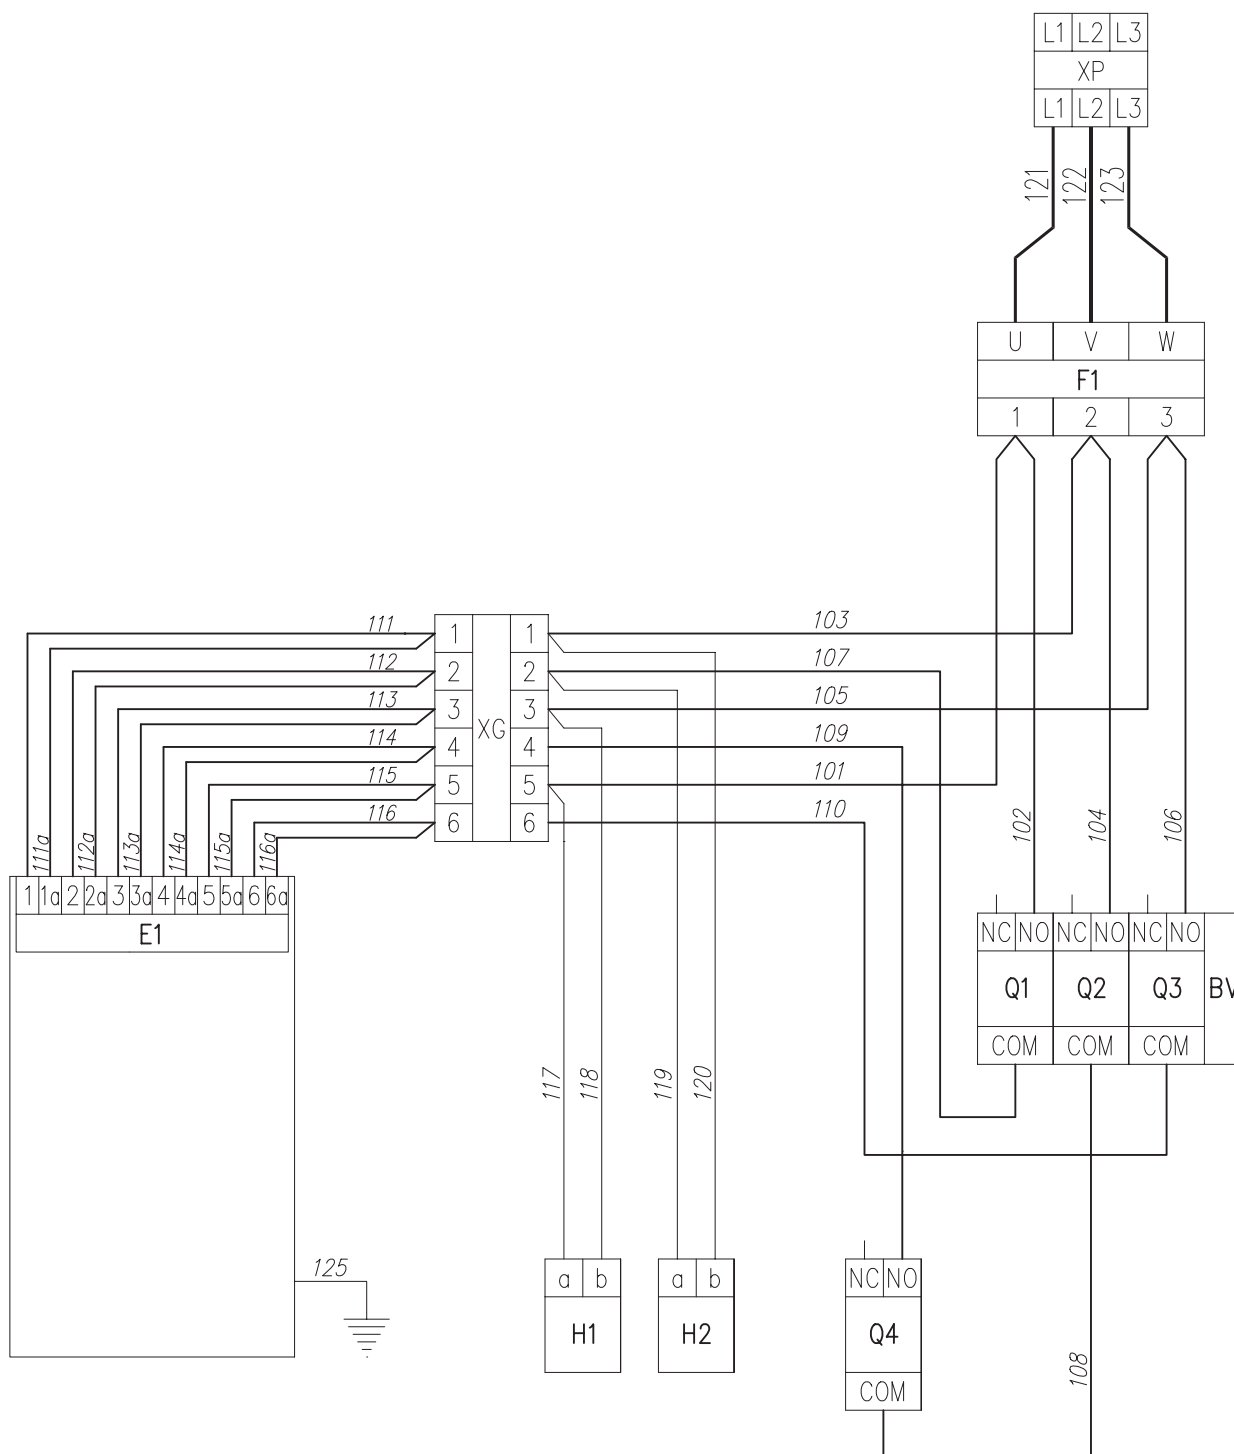 L1 L2 L3
XP
L1 L2 L3
121 122 123
U V W
F1
1 2 3
111 1 1 103
112 2 2 107
113 3 3 105
XG
114 4 4 109
115 5 5 101
116 6 6 110
111a 112a 113a 114a 115a 116a
102 104 106
1 1a 2 2a 3 3a 4 4a 5 5a 6 6a
E1
NC NO NC NO NC NO
Q1 Q2 Q3 BV
COM COM COM
117 118 119 120
125
a b a b NC NO
H1 H2 Q4
108
COM